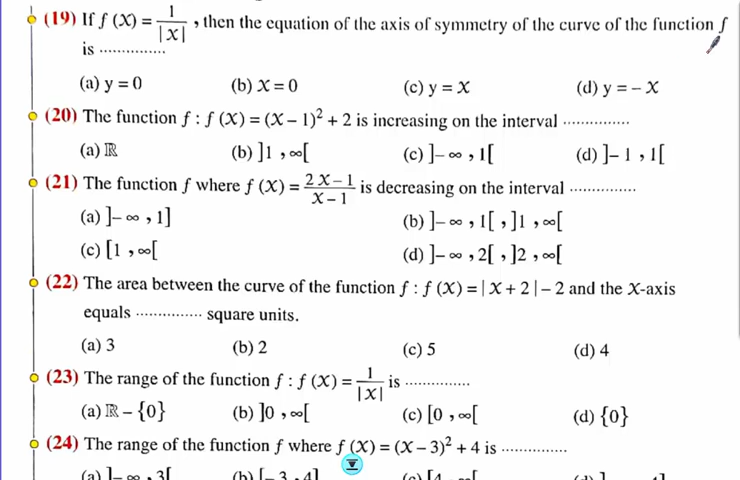 (19) If f (X) = 1/|X| , then the equation of the axis of symmetry of the curve of the function f
is ..............
(a) y = 0 (b) X = 0 (c) y = X (d) y = – X
(20) The function f : f (X) = (X – 1)² + 2 is increasing on the interval ..............
(a) ℝ (b) ]1 , ∞[ (c) ]– ∞ , 1[ (d) ]– 1 , 1[
(21) The function f where f (X) = (2 X – 1)/(X – 1) is decreasing on the interval ..............
(a) ]– ∞ , 1] (b) ]– ∞ , 1[ , ]1 , ∞[
(c) [1 , ∞[ (d) ]– ∞ , 2[ , ]2 , ∞[
(22) The area between the curve of the function f : f (X) = | X + 2 | – 2 and the X-axis
equals .............. square units.
(a) 3 (b) 2 (c) 5 (d) 4
(23) The range of the function f : f (X) = 1/|X| is ..............
(a) ℝ – {0} (b) ]0 , ∞[ (c) [0 , ∞[ (d) {0}
(24) The range of the function f where f (X) = (X – 3)² + 4 is ..............
(a) ]– ∞ , 3[ (b) [– 3 , 4]